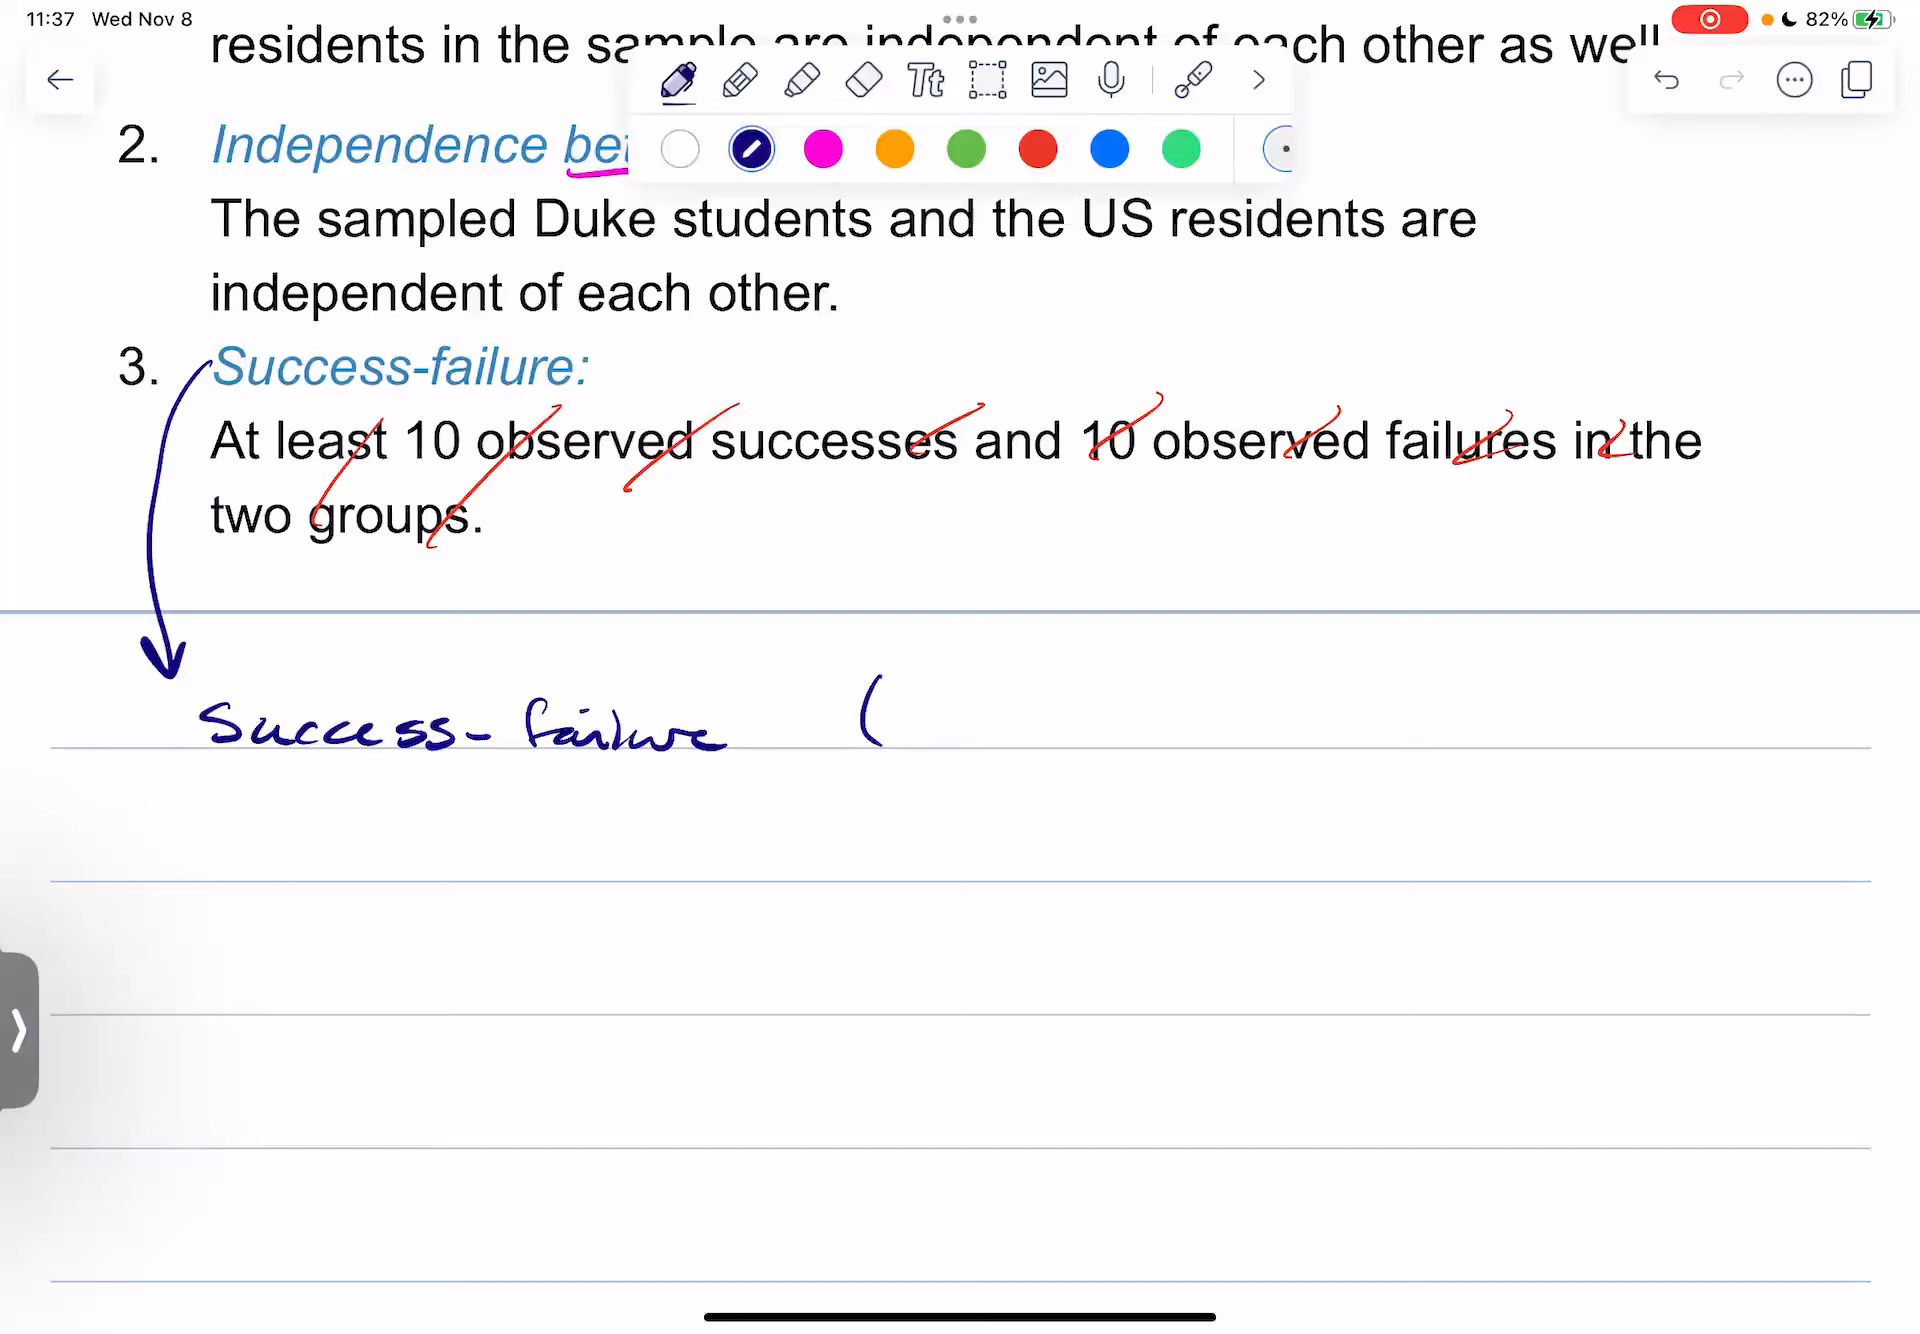 11:37 Wed Nov 8
82%
residents in the sample are independent of each other as well
Tt
2. Independence bet
The sampled Duke students and the US residents are
independent of each other.
3. Success-failure:
At least 10 observed successes and 10 observed failures in the
two groups.
Success-failure (